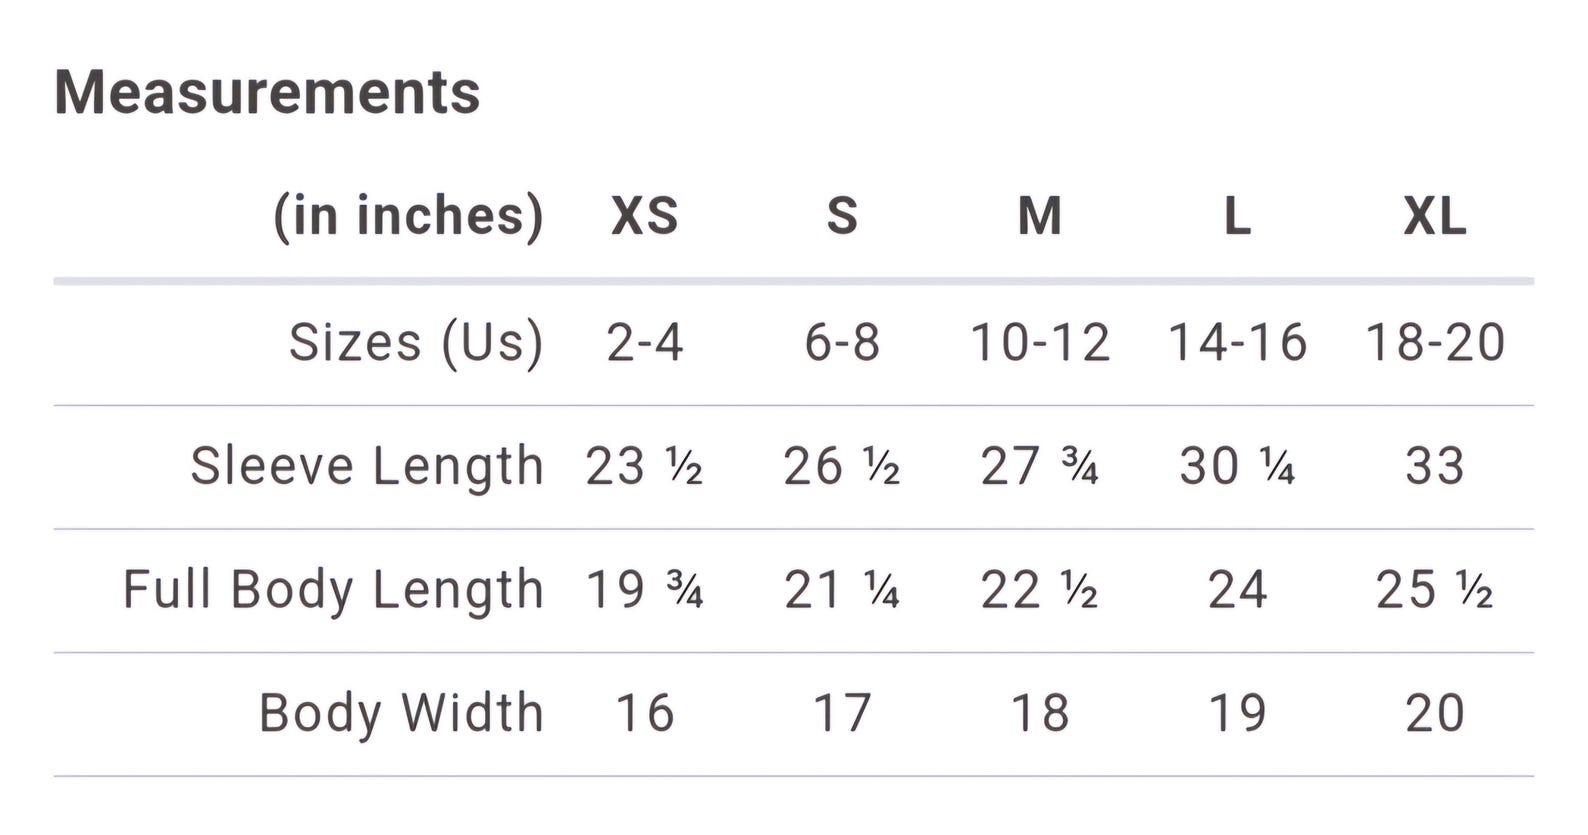 Measurements
(in inches) XS S M L XL
Sizes (Us) 2-4 6-8 10-12 14-16 18-20
Sleeve Length 23 ½ 26 ½ 27 ¾ 30 ¼ 33
Full Body Length 19 ¾ 21 ¼ 22 ½ 24 25 ½
Body Width 16 17 18 19 20